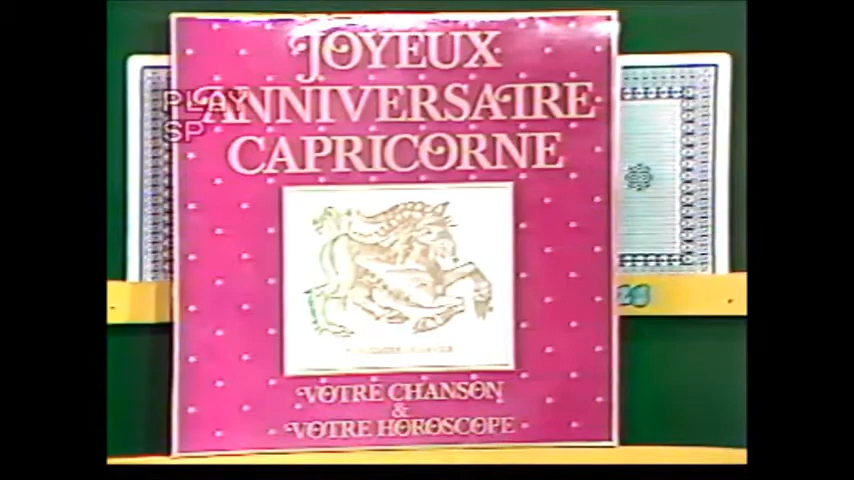 JOYEUX
PLAY
ANNIVERSAIRE
SP
CAPRICORNE
VOTRE CHANSON
&
VOTRE HOROSCOPE